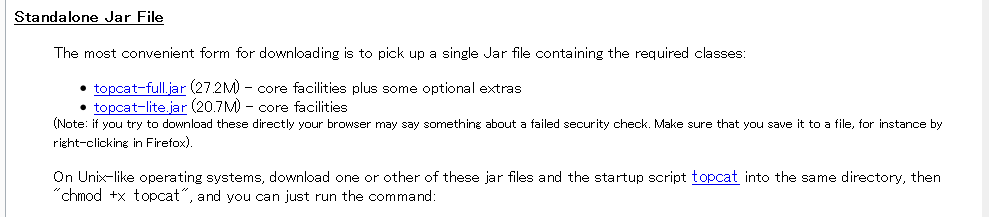 Standalone Jar File
The most convenient form for downloading is to pick up a single Jar file containing the required classes:
• topcat-full.jar (27.2M) - core facilities plus some optional extras
• topcat-lite.jar (20.7M) - core facilities
(Note: if you try to download these directly your browser may say something about a failed security check. Make sure that you save it to a file, for instance by
right-clicking in Firefox).
On Unix-like operating systems, download one or other of these jar files and the startup script topcat into the same directory, then
"chmod +x topcat", and you can just run the command: